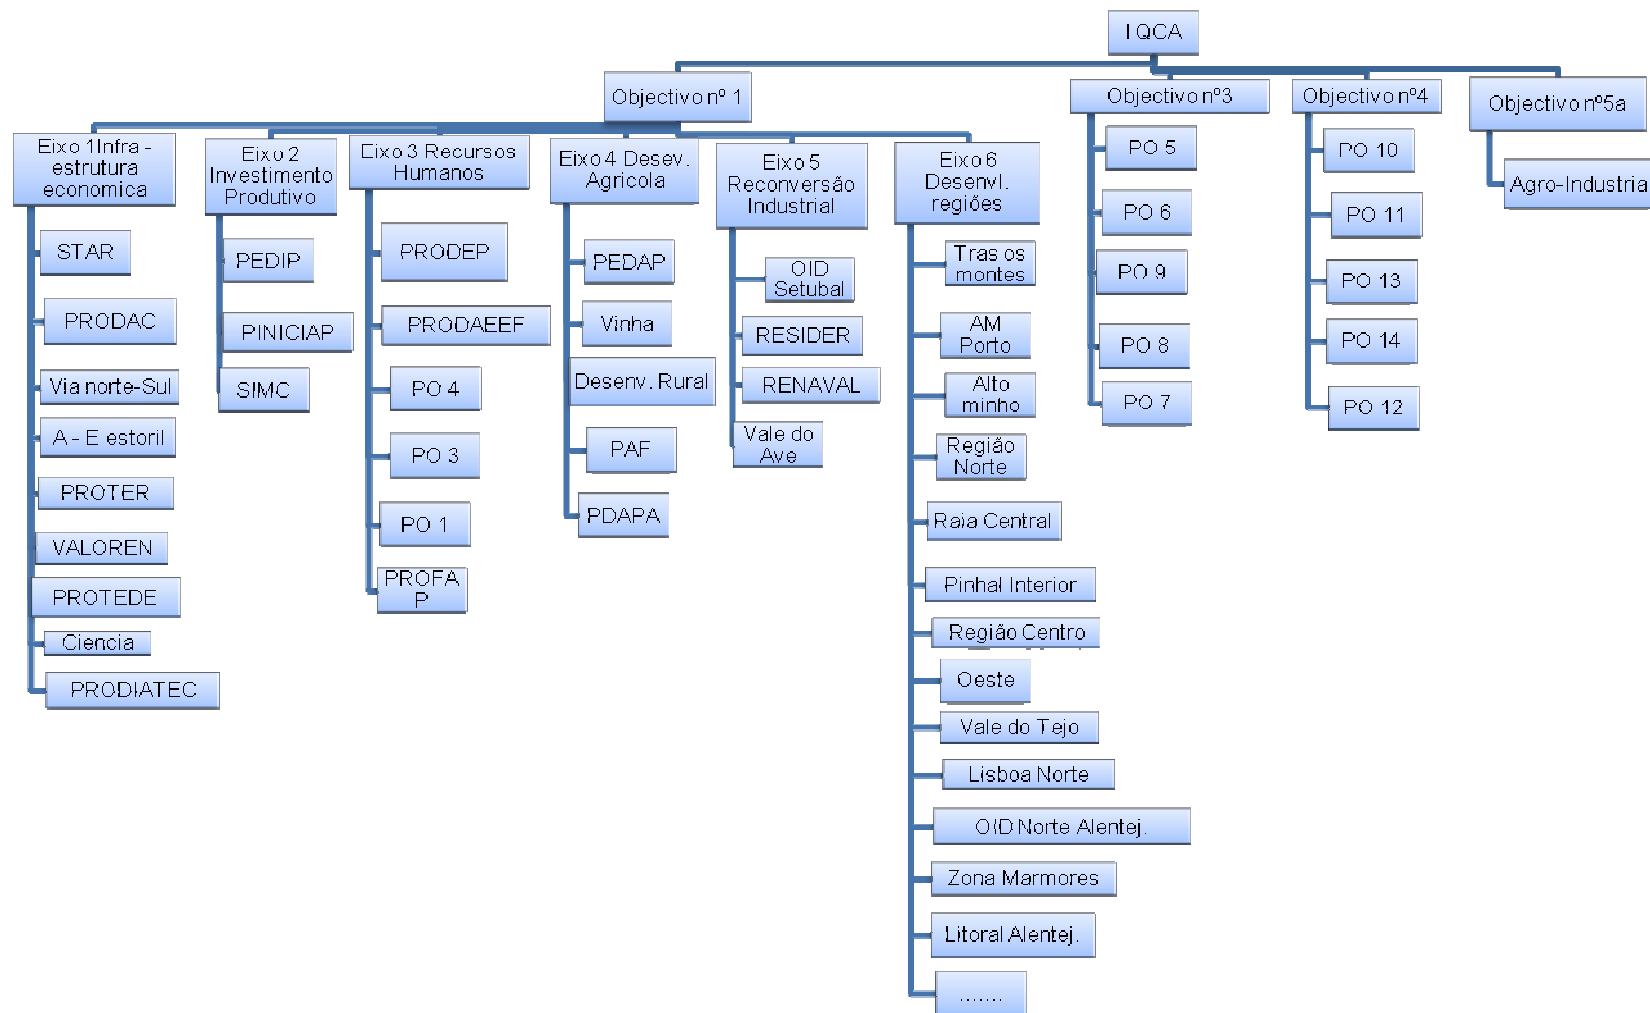 I QCA
Objectivo nº 1
Objectivo nº3
Objectivo nº4
Objectivo nº5a
Eixo 1Infra -
estrutura
economica
STAR
PRODAC
Via norte-Sul
A - E estoril
PROTER
VALOREN
PROTEDE
Ciencia
PRODIATEC
Eixo 2
Investimento
Produtivo
PEDIP
PINICIAP
SIMC
Eixo 3 Recursos
Humanos
PRODEP
PRODAEEF
PO 4
PO 3
PO 1
PROFA
P
Eixo 4 Desev.
Agricola
PEDAP
Vinha
Desenv. Rural
PAF
PDAPA
Eixo 5
Reconversão
Industrial
OID
Setubal
RESIDER
RENAVAL
Vale do
Ave
Eixo 6
Desenvl.
regiões
Tras os
montes
AM
Porto
Alto
minho
Região
Norte
Raia Central
Pinhal Interior
Região Centro
Oeste
Vale do Tejo
Lisboa Norte
OID Norte Alentej.
Zona Marmores
Litoral Alentej.
.......
PO 5
PO 6
PO 9
PO 8
PO 7
PO 10
PO 11
PO 13
PO 14
PO 12
Agro-Industria